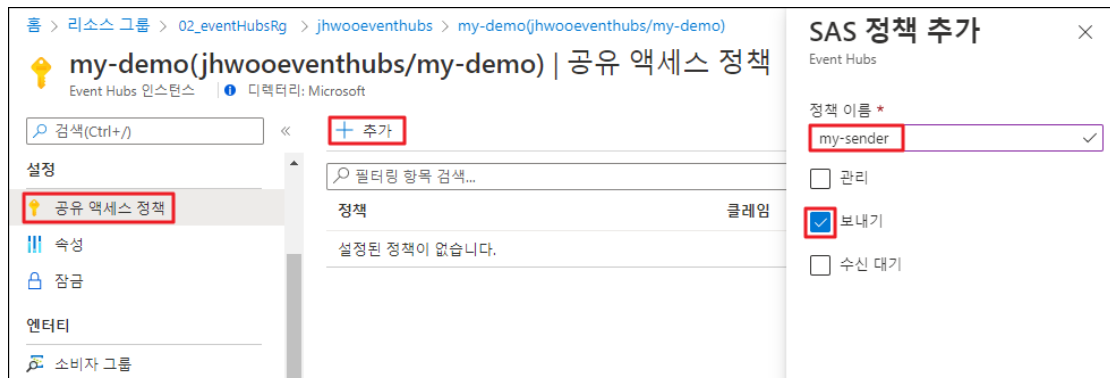 홈 > 리소스 그룹 > 02_eventHubsRg > jhwooeventhubs > my-demo(jhwooeventhubs/my-demo)
my-demo(jhwooeventhubs/my-demo) | 공유 액세스 정책
Event Hubs 인스턴스 | 디렉터리: Microsoft
검색(Ctrl+/)
«
설정
공유 액세스 정책
속성
잠금
엔터티
소비자 그룹
+ 추가
필터링 항목 검색...
정책 클레임
설정된 정책이 없습니다.
SAS 정책 추가
Event Hubs
정책 이름 *
my-sender
관리
보내기
수신 대기